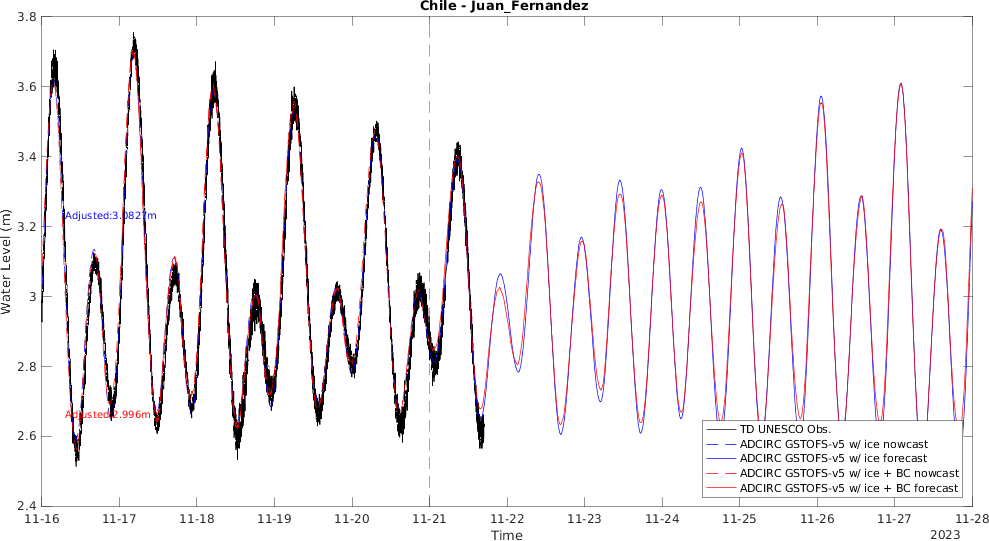 Chile - Juan_Fernandez
3.8
3.6
3.4
3.2
3
2.8
2.6
2.4
Water Level (m)
Adjusted:3.0827m
Adjusted:2.996m
TD UNESCO Obs.
ADCIRC GSTOFS-v5 w/ ice nowcast
ADCIRC GSTOFS-v5 w/ ice forecast
ADCIRC GSTOFS-v5 w/ ice + BC nowcast
ADCIRC GSTOFS-v5 w/ ice + BC forecast
11-16 11-17 11-18 11-19 11-20 11-21 11-22 11-23 11-24 11-25 11-26 11-27 11-28
Time
2023